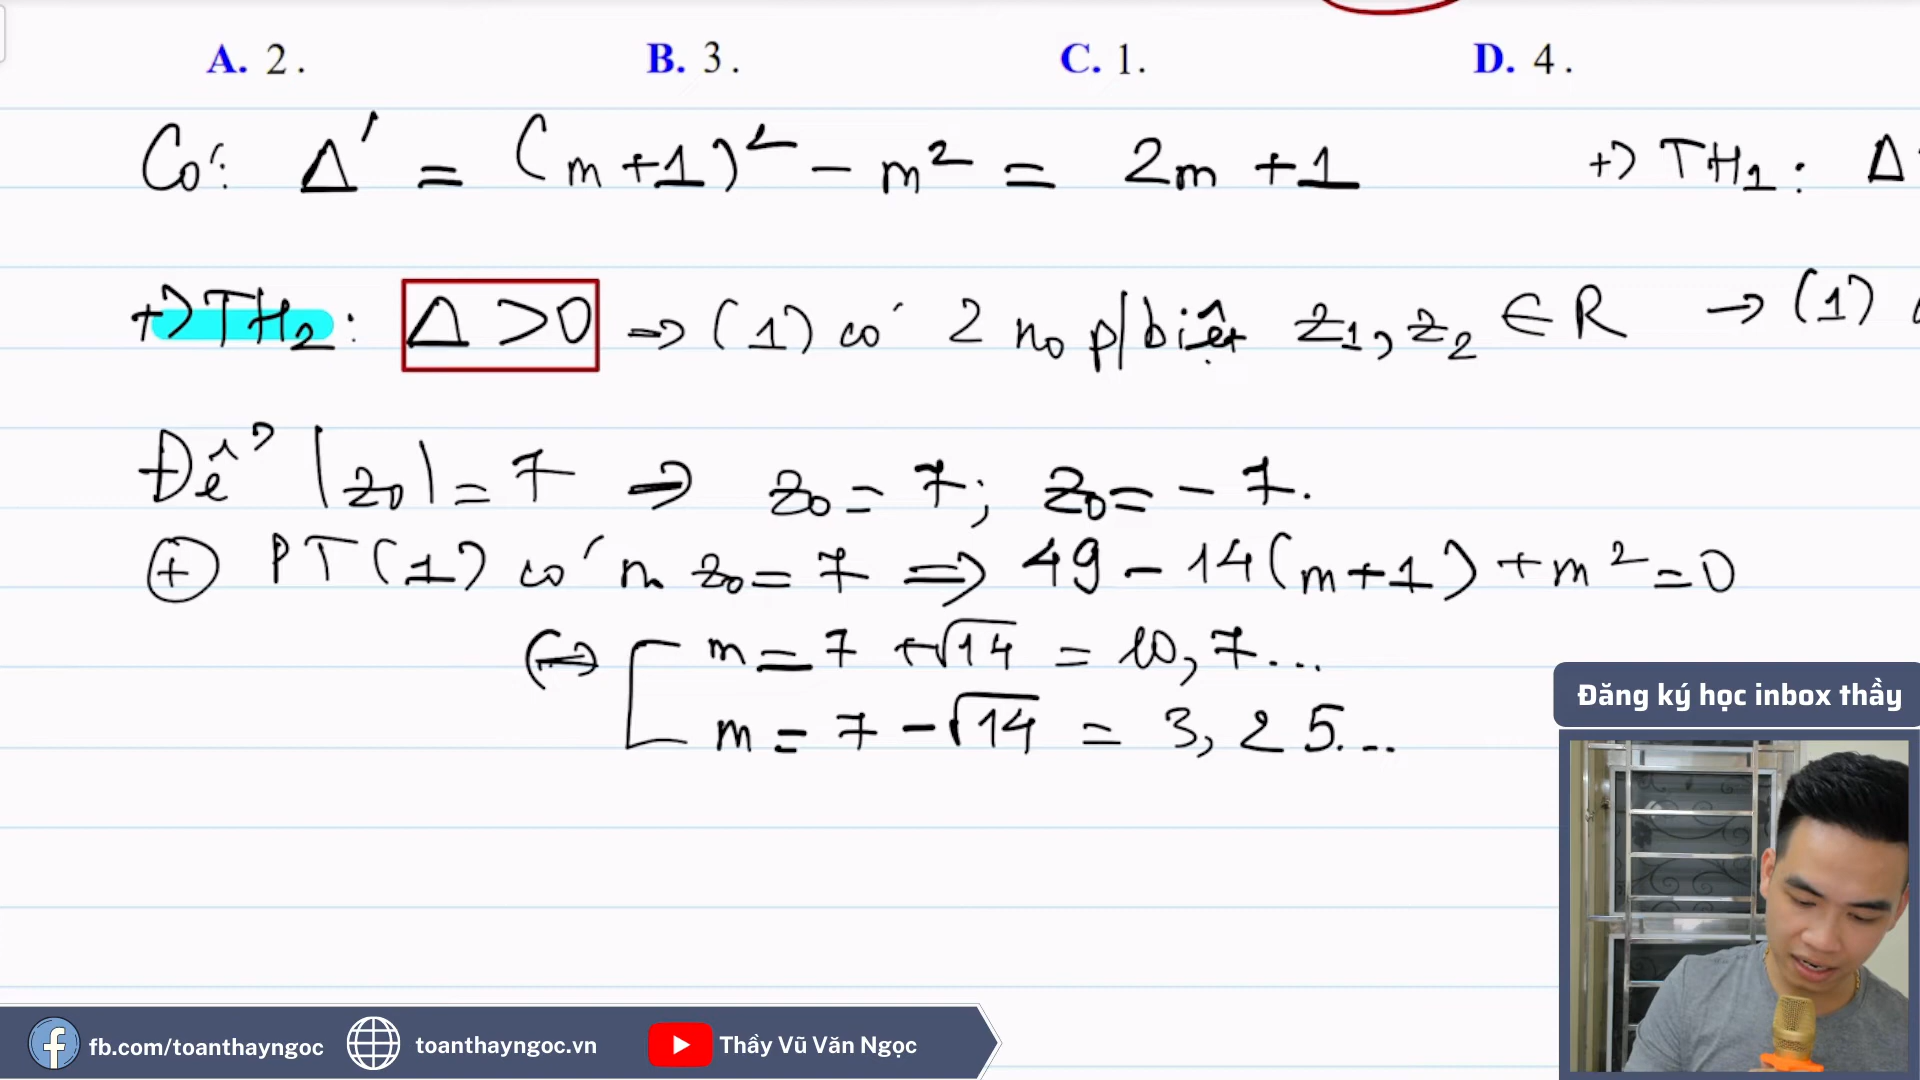 A. 2. B. 3. C. 1. D. 4.
Có: Δ' = (m+1)² - m² = 2m + 1 +) TH1: Δ
+) TH2: Δ > 0 → (1) có 2 no p/biệt z1, z2 ∈ R → (1)
Để |z0| = 7 → z0 = 7; z0 = - 7.
⊕ PT(1) có n z0 = 7 ⇒ 49 - 14(m+1) + m² = 0
⇔ [ m = 7 + √14 = 10,7...
m = 7 - √14 = 3,25...
Đăng ký học inbox thầy
fb.com/toanthayngoc toanthayngoc.vn Thầy Vũ Văn Ngọc